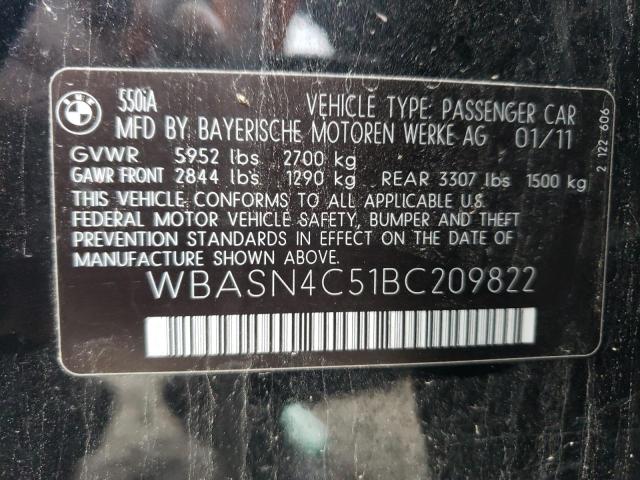 BMW
550iA
VEHICLE TYPE: PASSENGER CAR
MFD BY BAYERISCHE MOTOREN WERKE AG 01/11
GVWR 5952 lbs 2700 kg
GAWR FRONT 2844 lbs 1290 kg REAR 3307 lbs 1500 kg
THIS VEHICLE CONFORMS TO ALL APPLICABLE U.S.
FEDERAL MOTOR VEHICLE SAFETY, BUMPER AND THEFT
PREVENTION STANDARDS IN EFFECT ON THE DATE OF
MANUFACTURE SHOWN ABOVE.
WBASN4C51BC209822
2 122 606